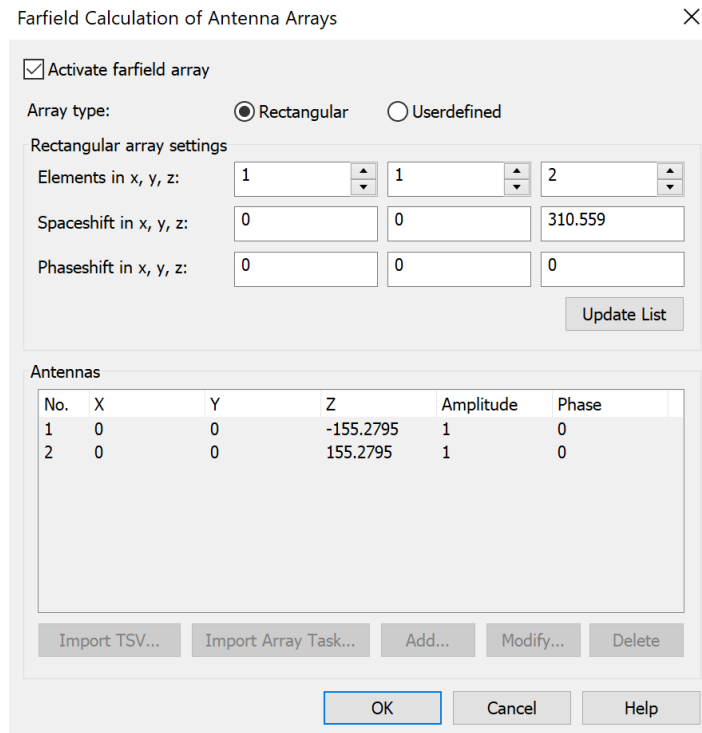 Farfield Calculation of Antenna Arrays
Activate farfield array
Array type: Rectangular Userdefined
Rectangular array settings
Elements in x, y, z: 1 1 2
Spaceshift in x, y, z: 0 0 310.559
Phaseshift in x, y, z: 0 0 0
Update List
Antennas
No. X Y Z Amplitude Phase
1 0 0 -155.2795 1 0
2 0 0 155.2795 1 0
Import TSV... Import Array Task... Add... Modify... Delete
OK Cancel Help